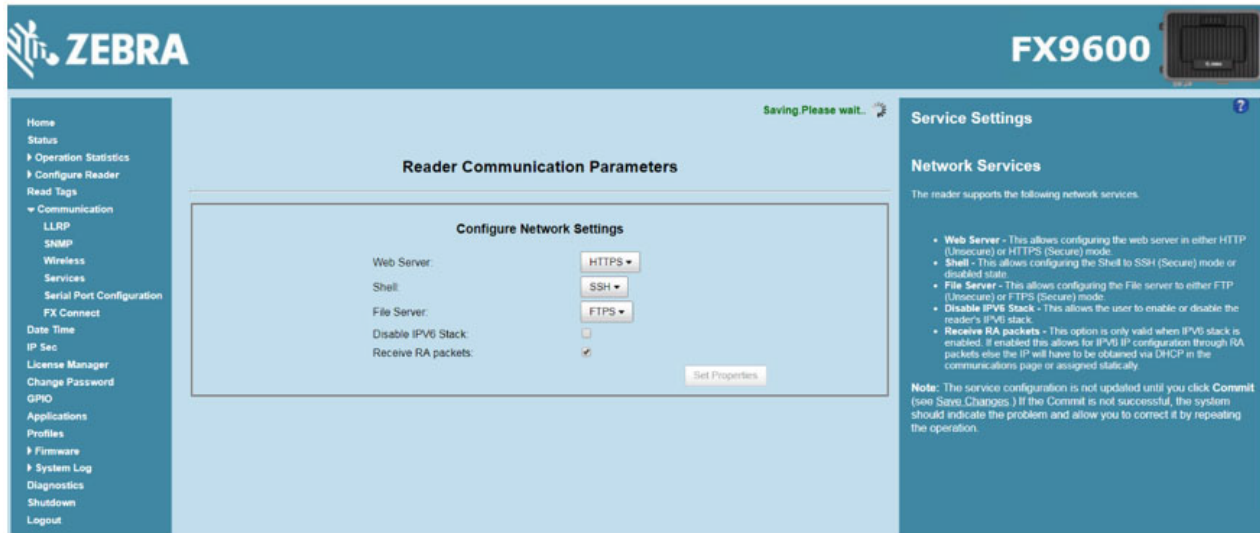 ZEBRA
FX9600
Home
Status
Operation Statistics
Configure Reader
Read Tags
Communication
LLRP
SNMP
Wireless
Services
Serial Port Configuration
FX Connect
Date Time
IP Sec
License Manager
Change Password
GPIO
Applications
Profiles
Firmware
System Log
Diagnostics
Shutdown
Logout
Saving.Please wait..
Reader Communication Parameters
Configure Network Settings
Web Server: HTTPS
Shell: SSH
File Server: FTPS
Disable IPV6 Stack:
Receive RA packets:
Set Properties
?
Service Settings
Network Services
The reader supports the following network services.
Web Server - This allows configuring the web server in either HTTP
(Unsecure) or HTTPS (Secure) mode.
Shell - This allows configuring the Shell to SSH (Secure) mode or
disabled state.
File Server - This allows configuring the File server to either FTP
(Unsecure) or FTPS (Secure) mode.
Disable IPV6 Stack - This allows the user to enable or disable the
reader's IPV6 stack.
Receive RA packets - This option is only valid when IPV6 stack is
enabled. If enabled this allows for IPV6 IP configuration through RA
packets else the IP will have to be obtained via DHCP in the
communications page or assigned statically.
Note: The service configuration is not updated until you click Commit
(see Save Changes.) If the Commit is not successful, the system
should indicate the problem and allow you to correct it by repeating
the operation.